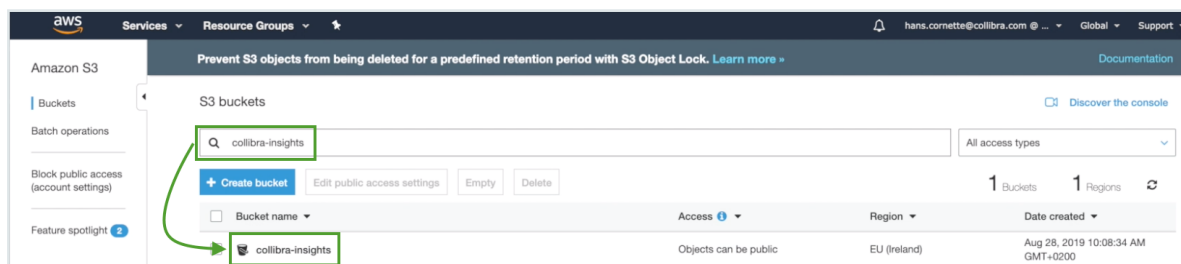 aws
Services
Resource Groups
hans.cornette@collibra.com @ ...
Global
Support
Amazon S3
Prevent S3 objects from being deleted for a predefined retention period with S3 Object Lock. Learn more »
Documentation
Buckets
Batch operations
Block public access
(account settings)
Feature spotlight 2
S3 buckets
Discover the console
collibra-insights
All access types
+ Create bucket
Edit public access settings
Empty
Delete
1 Buckets
1 Regions
Bucket name
Access
Region
Date created
collibra-insights
Objects can be public
EU (Ireland)
Aug 28, 2019 10:08:34 AM
GMT+0200